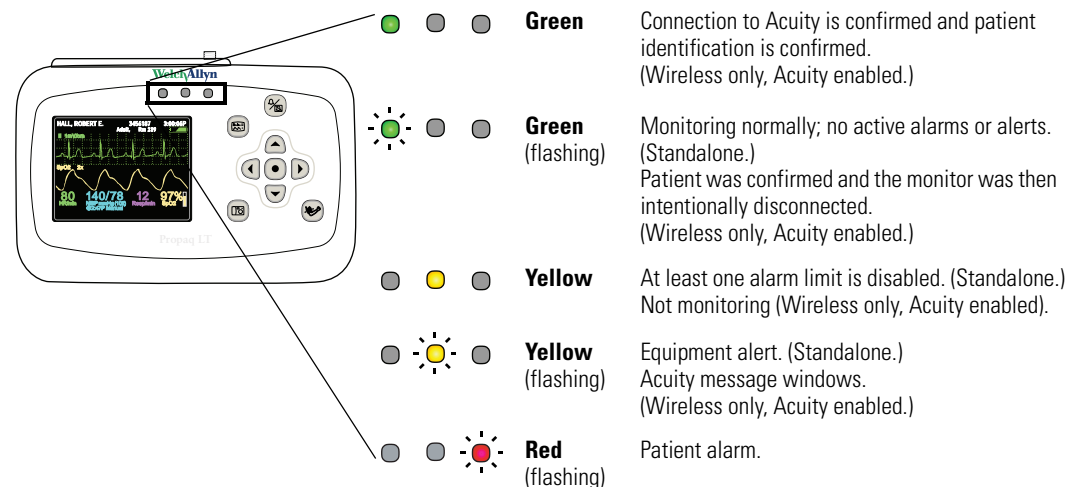 WelchAllyn
HALL, ROBERT E.
Adult,
80
140/78
12
97%
SpO2
Propaq LT
Green
Connection to Acuity is confirmed and patient
identification is confirmed.
(Wireless only, Acuity enabled.)
Green
(flashing)
Monitoring normally; no active alarms or alerts.
(Standalone.)
Patient was confirmed and the monitor was then
intentionally disconnected.
(Wireless only, Acuity enabled.)
Yellow
At least one alarm limit is disabled. (Standalone.)
Not monitoring (Wireless only, Acuity enabled).
Yellow
(flashing)
Equipment alert. (Standalone.)
Acuity message windows.
(Wireless only, Acuity enabled.)
Red
(flashing)
Patient alarm.